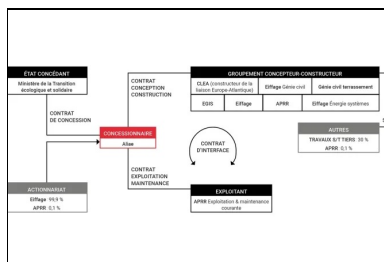 ÉTAT CONCÉDANT
Ministère de la Transition
écologique et solidaire
CONTRAT
DE CONCESSION
CONTRAT
CONCEPTION
CONSTRUCTION
GROUPEMENT CONCEPTEUR-CONSTRUCTEUR
CLEA (constructeur de la
liaison Europe-Atlantique)
Eiffage Génie civil
Génie civil terrassement
EGIS
Eiffage
APRR
Eiffage Énergie systèmes
CONCESSIONNAIRE
Aliae
CONTRAT
D'INTERFACE
AUTRES
TRAVAUX S/T TIERS 30 %
APRR 0,1 %
CONTRAT
EXPLOITATION
MAINTENANCE
ACTIONNARIAT
Eiffage 99,9 %
APRR 0,1 %
EXPLOITANT
APRR Exploitation & maintenance
courante